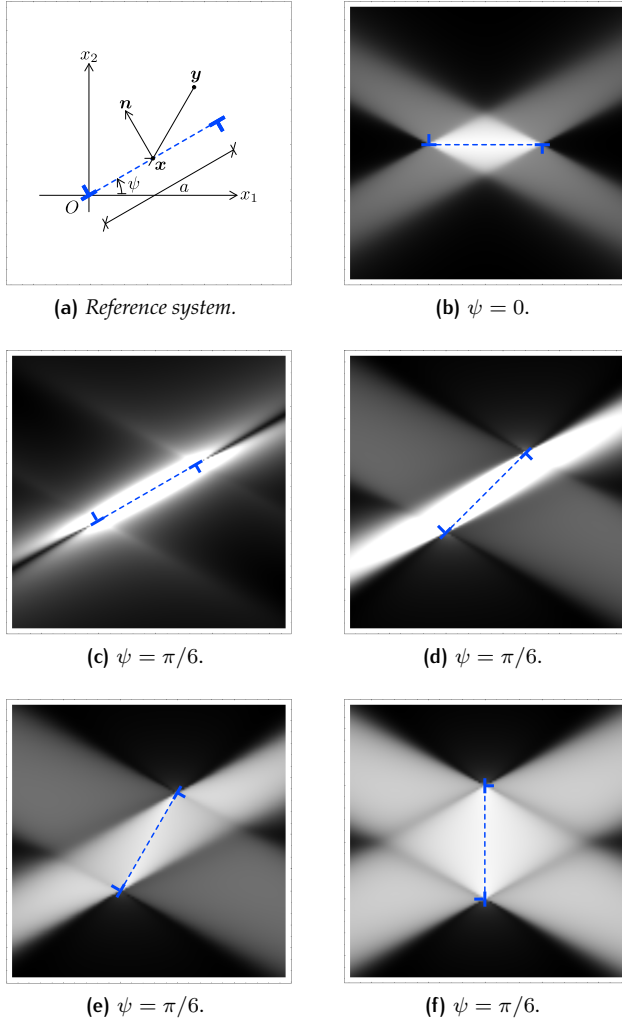 x₂
y
n
x
ψ
a
O
x₁
(a) Reference system.
(b) ψ = 0.
(c) ψ = π/6.
(d) ψ = π/6.
(e) ψ = π/6.
(f) ψ = π/6.